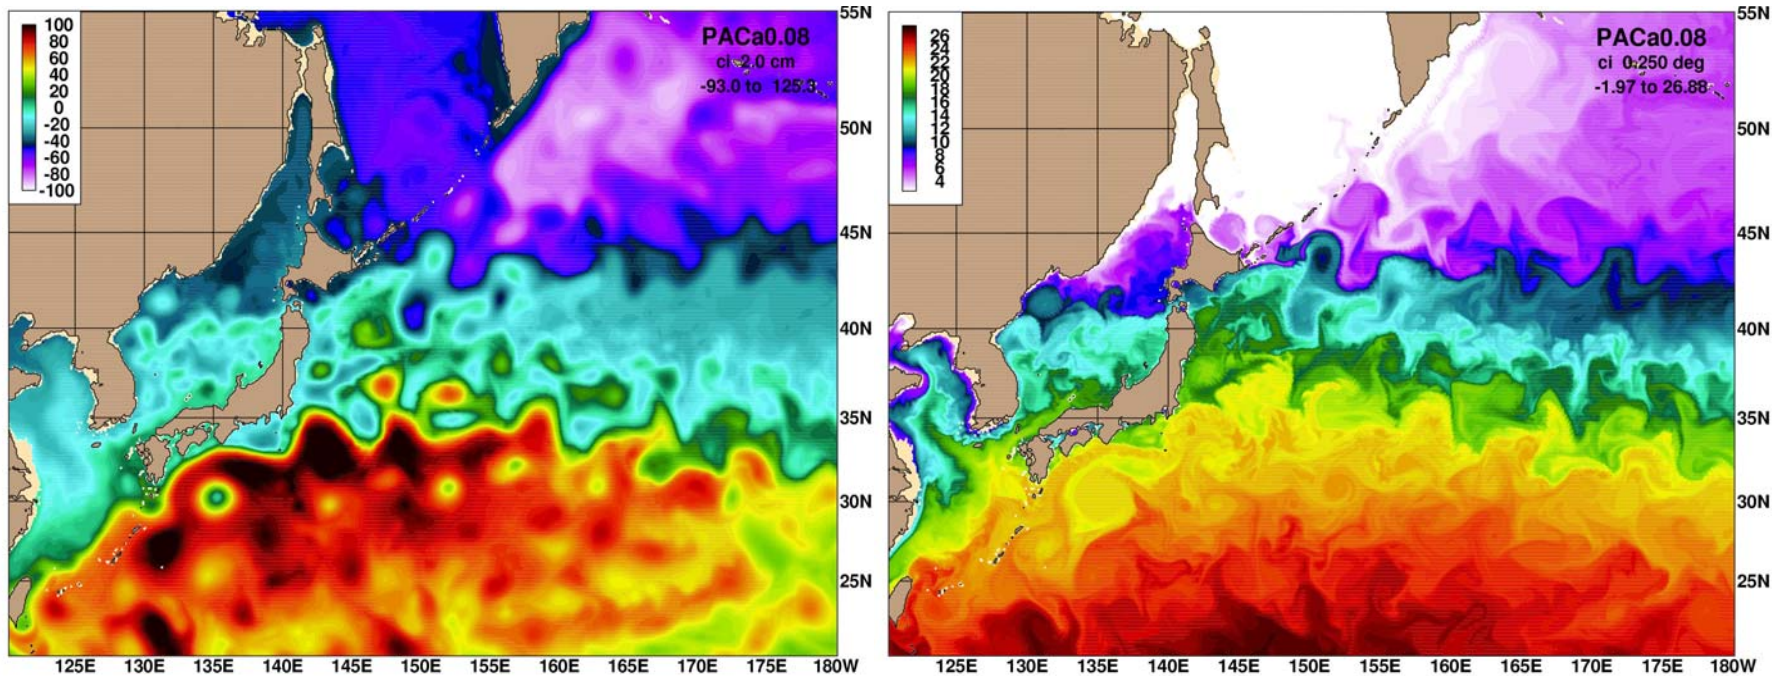 100
80
60
40
20
0
-20
-40
-60
-80
-100
PACa0.08
ci 2.0 cm
-93.0 to 125.3
55N
50N
45N
40N
35N
30N
25N
125E 130E 135E 140E 145E 150E 155E 160E 165E 170E 175E 180W
26
24
22
20
18
16
14
12
10
8
6
4
PACa0.08
ci 0.250 deg
-1.97 to 26.88
55N
50N
45N
40N
35N
30N
25N
125E 130E 135E 140E 145E 150E 155E 160E 165E 170E 175E 180W